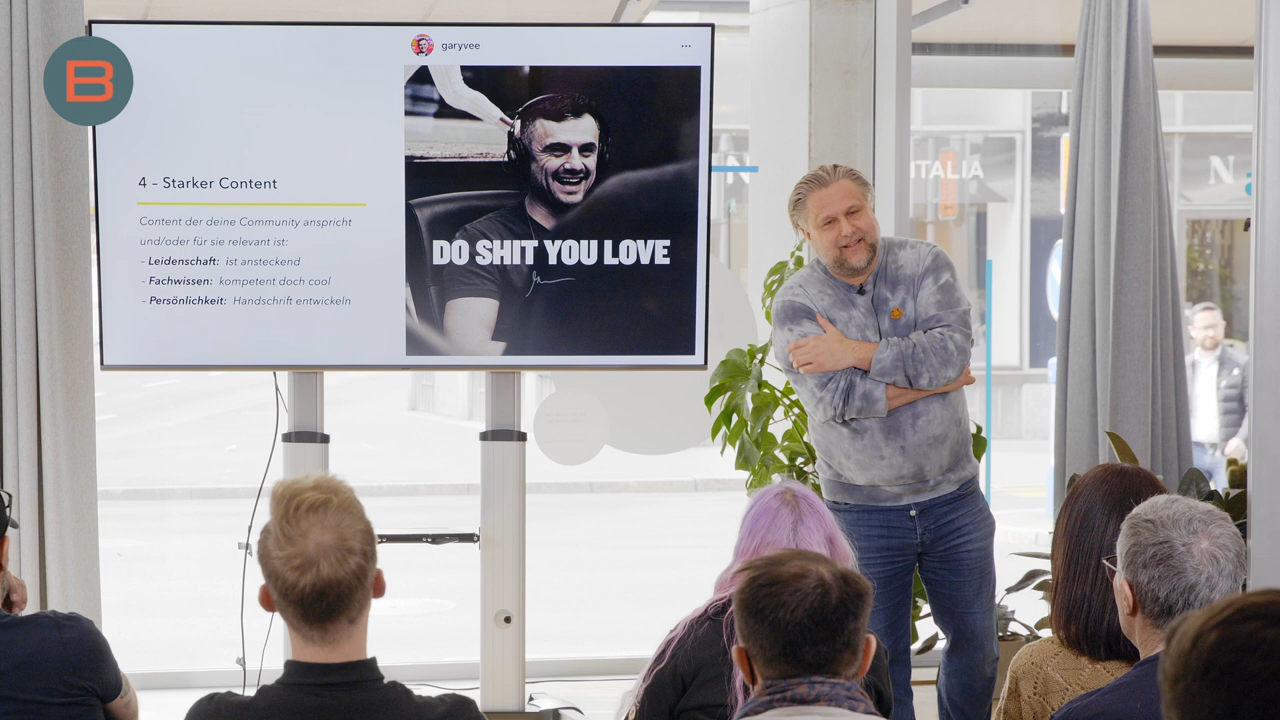 B
garyvee
4 – Starker Content
Content der deine Community anspricht
und/oder für sie relevant ist:
– Leidenschaft: ist ansteckend
– Fachwissen: kompetent doch cool
– Persönlichkeit: Handschrift entwickeln
DO SHIT YOU LOVE
N
ITALIA
N